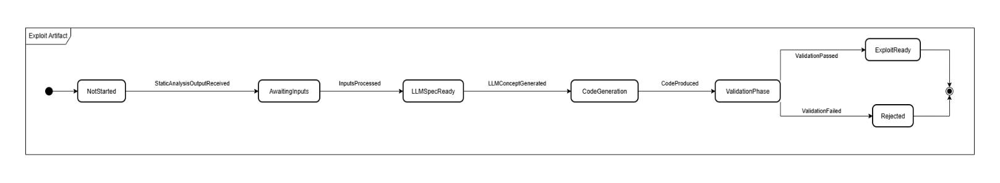 Exploit Artifact
NotStarted
StaticAnalysisOutputReceived
AwaitingInputs
InputsProcessed
LLMSpecReady
LLMConceptGenerated
CodeGeneration
CodeProduced
ValidationPhase
ValidationPassed
ExploitReady
ValidationFailed
Rejected